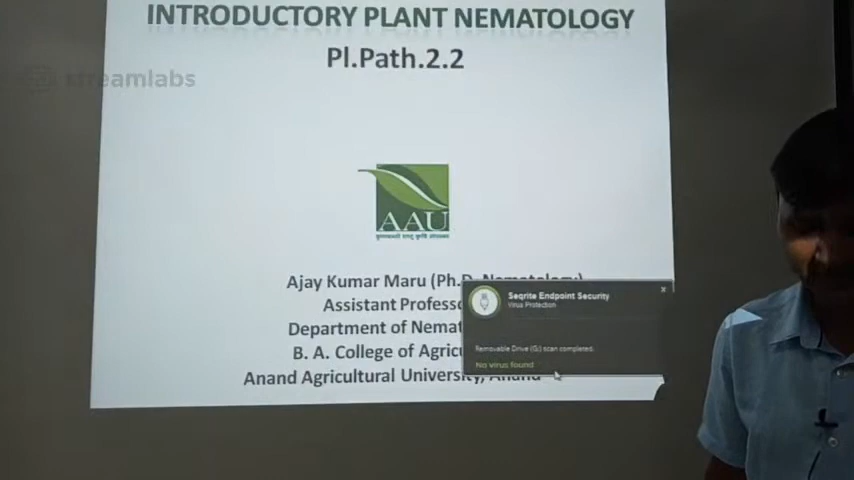 INTRODUCTORY PLANT NEMATOLOGY
Pl.Path.2.2
streamlabs
AAU
Ajay Kumar Maru (Ph.D. Nematology)
Assistant Profess
Department of Nemat
B. A. College of Agricu
Anand Agricultural University, Anand
Seqrite Endpoint Security
Virus Protection
Removable Drive (G:) scan completed.
No virus found